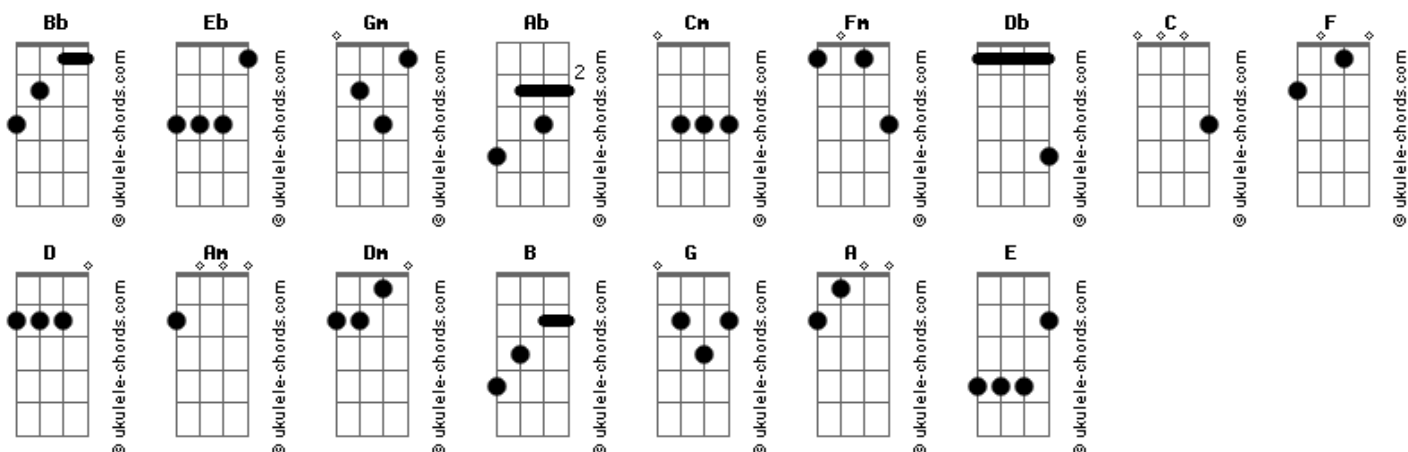 Bb Eb Gm Ab Cm Fm Db C F
2
© ukulele-chords.com © ukulele-chords.com © ukulele-chords.com © ukulele-chords.com © ukulele-chords.com © ukulele-chords.com © ukulele-chords.com © ukulele-chords.com © ukulele-chords.com
D Am Dm B G A E
© ukulele-chords.com © ukulele-chords.com © ukulele-chords.com © ukulele-chords.com © ukulele-chords.com © ukulele-chords.com © ukulele-chords.com